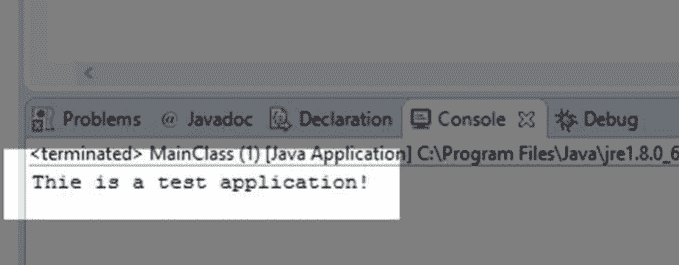 Problems @ Javadoc Declaration Console Debug
<terminated> MainClass (1) [Java Application] C:\Program Files\Java\jre1.8.0_6
Thie is a test application!